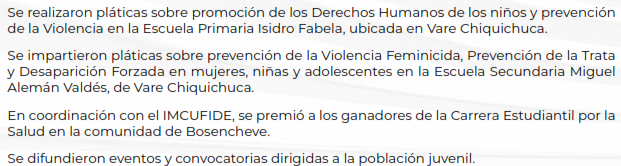 Se realizaron pláticas sobre promoción de los Derechos Humanos de los niños y prevención
de la Violencia en la Escuela Primaria Isidro Fabela, ubicada en Vare Chiquichuca.
Se impartieron pláticas sobre prevención de la Violencia Feminicida, Prevención de la Trata
y Desaparición Forzada en mujeres, niñas y adolescentes en la Escuela Secundaria Miguel
Alemán Valdés, de Vare Chiquichuca.
En coordinación con el IMCUFIDE, se premió a los ganadores de la Carrera Estudiantil por la
Salud en la comunidad de Bosencheve.
Se difundieron eventos y convocatorias dirigidas a la población juvenil.